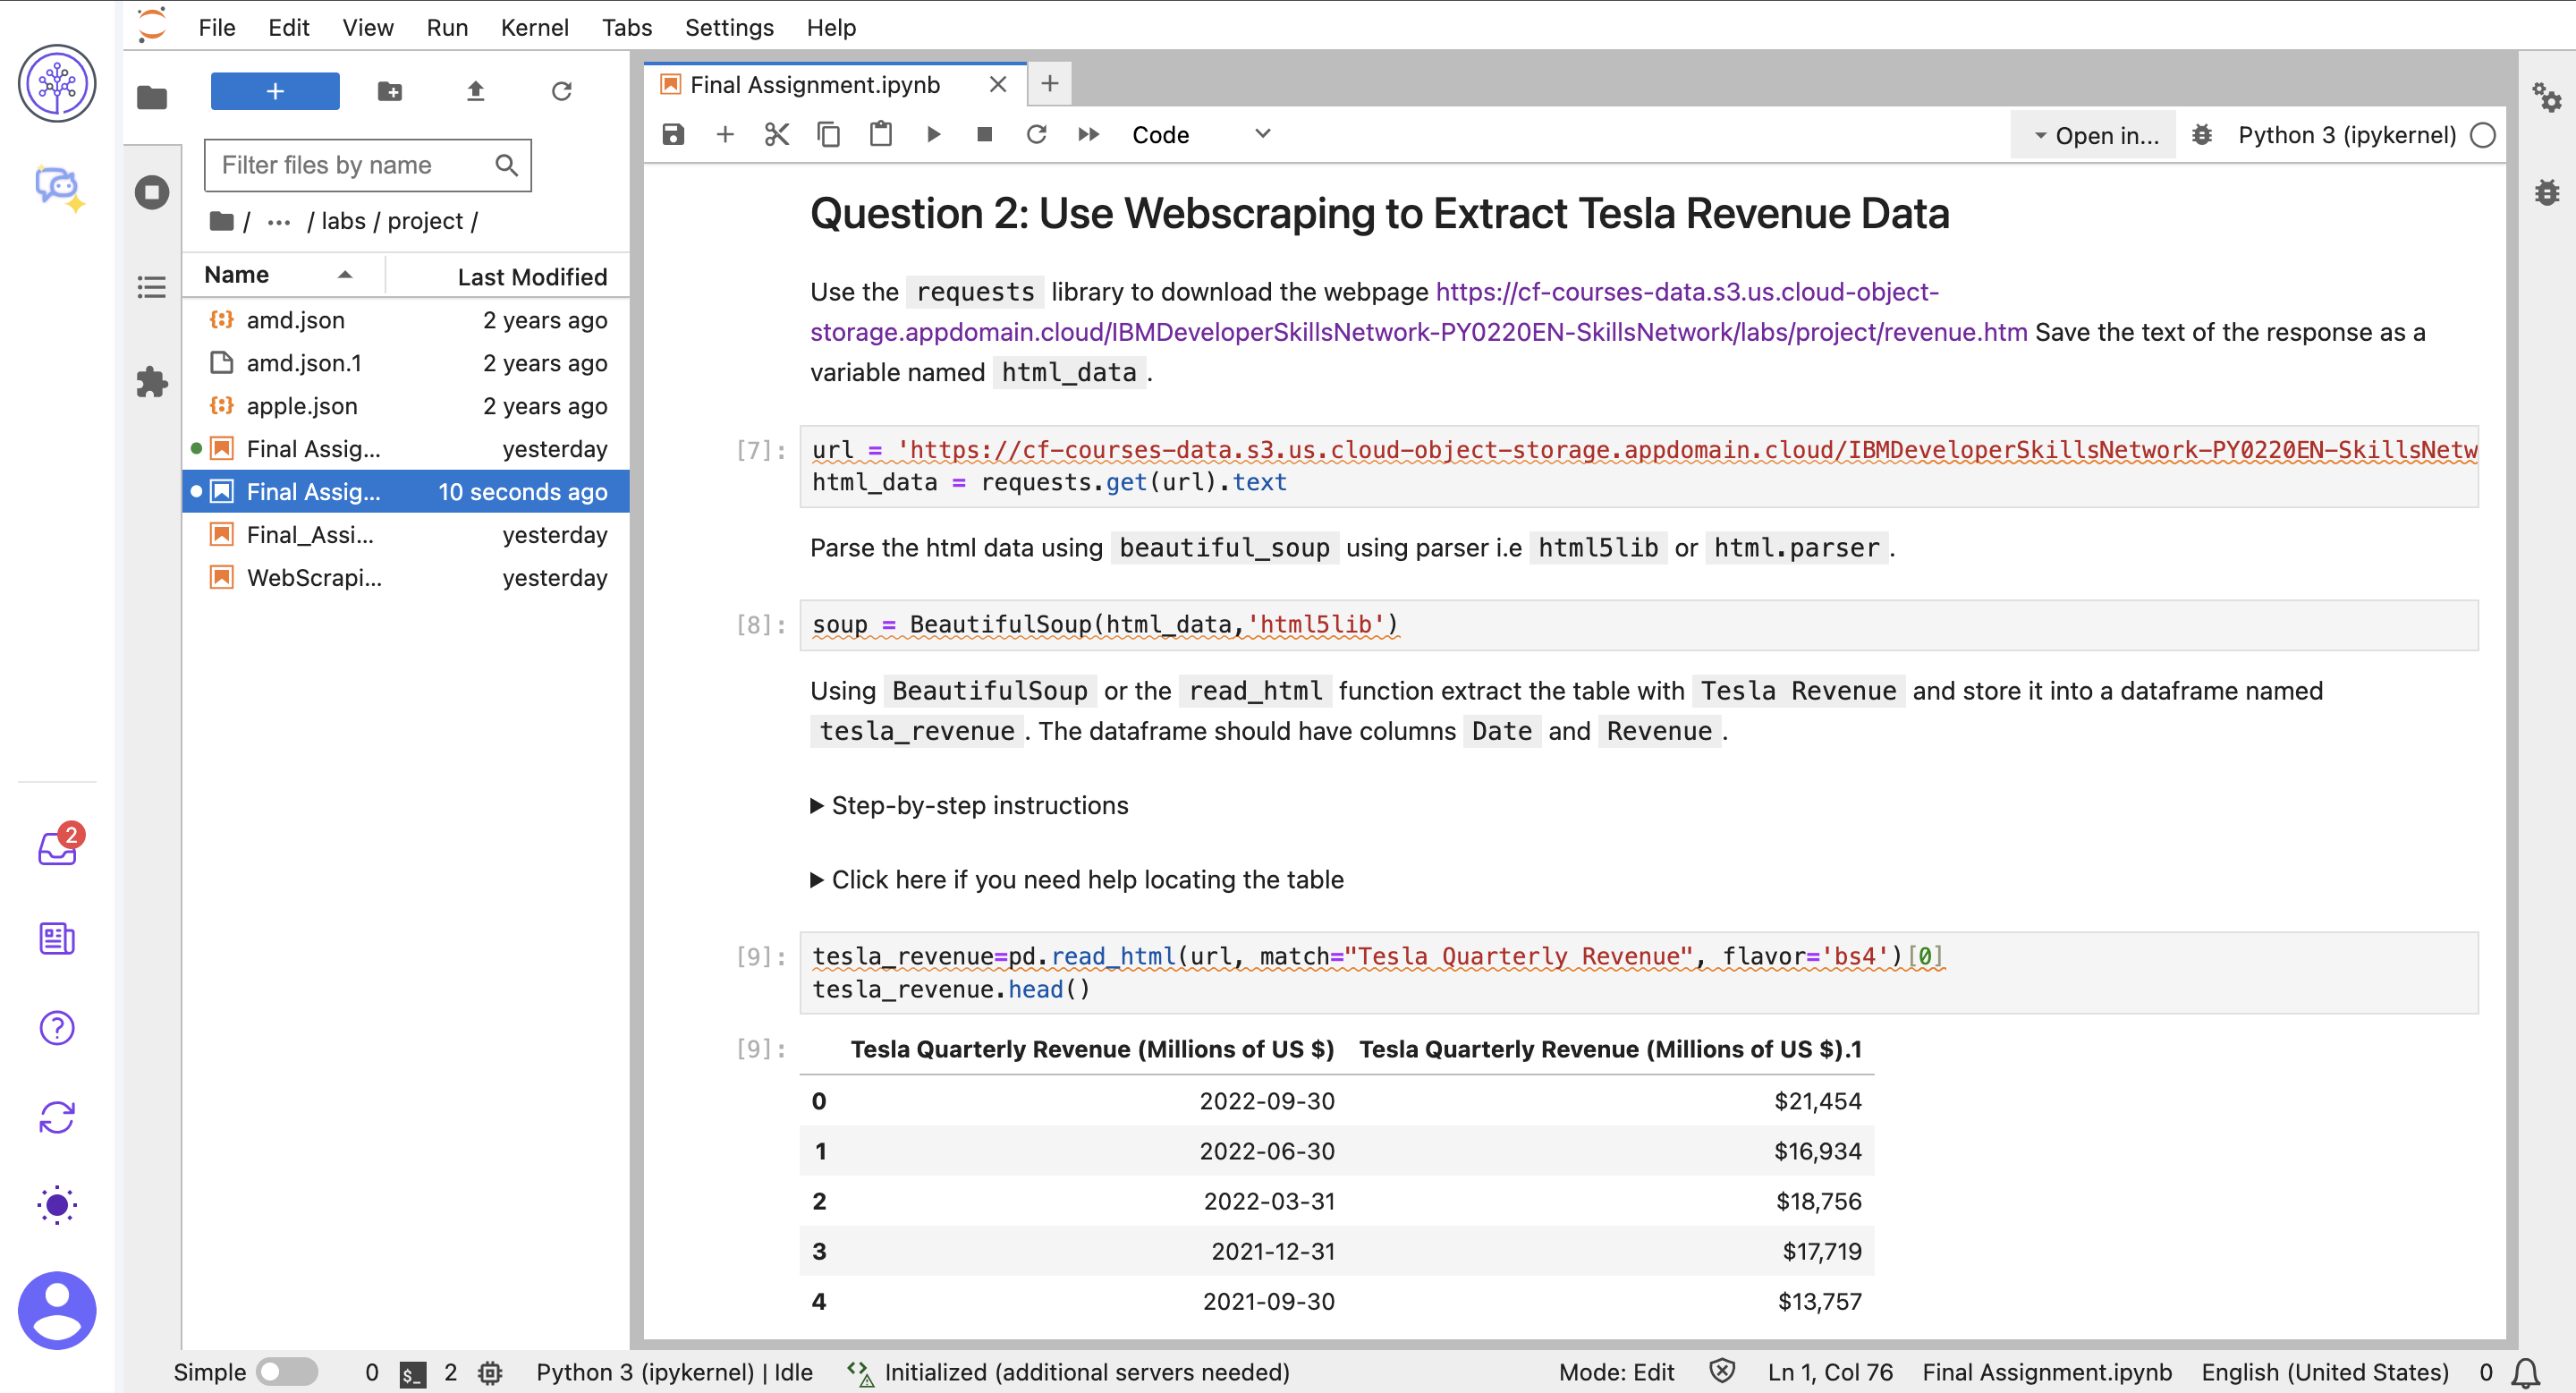 File Edit View Run Kernel Tabs Settings Help
+
Filter files by name
/ ... / labs / project /
Name Last Modified
amd.json 2 years ago
amd.json.1 2 years ago
apple.json 2 years ago
Final Assig... yesterday
Final Assig... 10 seconds ago
Final_Assi... yesterday
WebScrapi... yesterday
2
Final Assignment.ipynb
Code Open in... Python 3 (ipykernel)
Question 2: Use Webscraping to Extract Tesla Revenue Data
Use the requests library to download the webpage https://cf-courses-data.s3.us.cloud-object-
storage.appdomain.cloud/IBMDeveloperSkillsNetwork-PY0220EN-SkillsNetwork/labs/project/revenue.htm Save the text of the response as a
variable named html_data .
[7]: url = 'https://cf-courses-data.s3.us.cloud-object-storage.appdomain.cloud/IBMDeveloperSkillsNetwork-PY0220EN-SkillsNetw
html_data = requests.get(url).text
Parse the html data using beautiful_soup using parser i.e html5lib or html.parser .
[8]: soup = BeautifulSoup(html_data,'html5lib')
Using BeautifulSoup or the read_html function extract the table with Tesla Revenue and store it into a dataframe named
tesla_revenue . The dataframe should have columns Date and Revenue .
Step-by-step instructions
Click here if you need help locating the table
[9]: tesla_revenue=pd.read_html(url, match="Tesla Quarterly Revenue", flavor='bs4')[0]
tesla_revenue.head()
[9]: Tesla Quarterly Revenue (Millions of US $) Tesla Quarterly Revenue (Millions of US $).1
0 2022-09-30 $21,454
1 2022-06-30 $16,934
2 2022-03-31 $18,756
3 2021-12-31 $17,719
4 2021-09-30 $13,757
Simple 0 $_ 2 Python 3 (ipykernel) | Idle Initialized (additional servers needed) Mode: Edit Ln 1, Col 76 Final Assignment.ipynb English (United States) 0